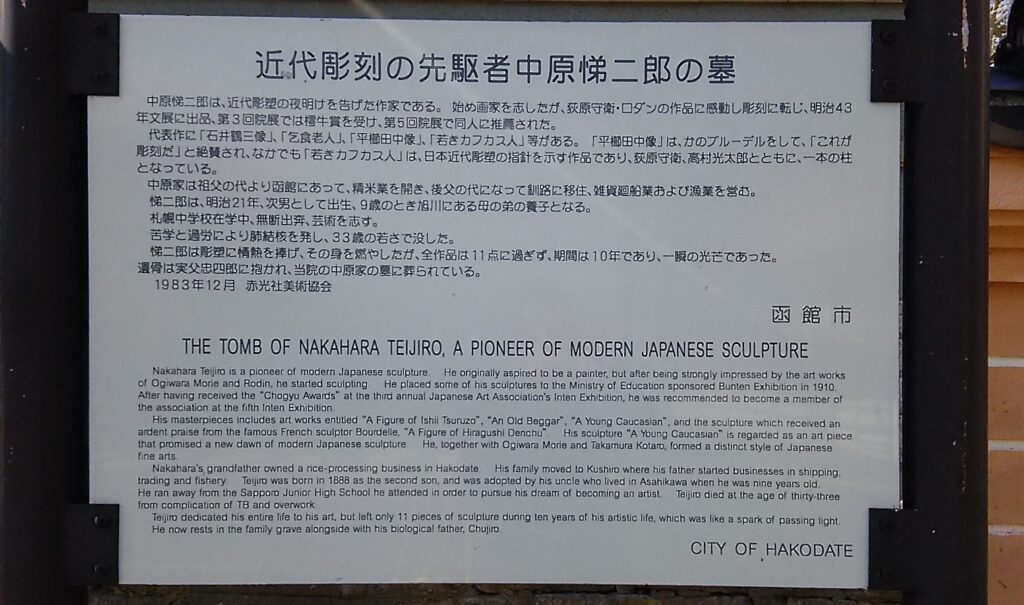 近代彫刻の先駆者中原悌二郎の墓
中原悌二郎は、近代彫塑の夜明けを告げた作家である。 始め画家を志したが、荻原守衛・ロダンの作品に感動し彫刻に転じ、明治43
年文展に出品、第3回院展では樗牛賞を受け、第5回院展で同人に推薦された。
代表作に「石井鶴三像」、「乞食老人」、「平櫛田中像」、「若きカフカス人」等がある。 「平櫛田中像」は、かのブルーデルをして、「これが
彫刻だ」と絶賛され、なかでも「若きカフカス人」は、日本近代彫塑の指針を示す作品であり、荻原守衛、高村光太郎とともに、一本の柱
となっている。
中原家は祖父の代より函館にあって、精米業を開き、後父の代になって釧路に移住、雑貨廻船業および漁業を営む。
悌二郎は、明治21年、次男として出生、9歳のとき旭川にある母の弟の養子となる。
札幌中学校在学中、無断出奔、芸術を志す。
苦学と過労により肺結核を発し、33歳の若さで没した。
悌二郎は彫塑に情熱を捧げ、その身を燃やしたが、全作品は11点に過ぎず、期間は10年であり、一瞬の光芒であった。
遺骨は実父忠四郎に抱かれ、当院の中原家の墓に葬られている。
1983年12月 赤光社美術協会
函館市
THE TOMB OF NAKAHARA TEIJIRO, A PIONEER OF MODERN JAPANESE SCULPTURE
Nakahara Teijiro is a pioneer of modern Japanese sculpture. He originally aspired to be a painter, but after being strongly impressed by the art works
of Ogiwara Morie and Rodin, he started sculpting. He placed some of his sculptures to the Ministry of Education sponsored Bunten Exhibition in 1910.
After having received the "Chogyu Awards" at the third annual Japanese Art Association's Inten Exhibition, he was recommended to become a member of
the association at the fifth Inten Exhibition.
His masterpieces includes art works entitled "A Figure of Ishii Tsuruzo", "An Old Beggar", "A Young Caucasian", and the sculpture which received an
ardent praise from the famous French sculptor Bourdelle, "A Figure of Hiragushi Denchu" His sculpture "A Young Caucasian" is regarded as an art piece
that promised a new dawn of modern Japanese sculpture. He, together with Ogiwara Morie and Takamura Kotaro, formed a distinct style of Japanese
fine arts.
Nakahara's grandfather owned a rice-processing business in Hakodate His family moved to Kushiro where his father started businesses in shipping,
trading and fishery. Teijiro was born in 1888 as the second son, and was adopted by his uncle who lived in Asahikawa when he was nine years old.
He ran away from the Sapporo Junior High School he attended in order to pursue his dream of becoming an artist. Teijiro died at the age of thirty-three
from complication of TB and overwork.
Teijiro dedicated his entire life to his art, but left only 11 pieces of sculpture during ten years of his artistic life, which was like a spark of passing light.
He now rests in the family grave alongside with his biological father, Chujiro.
CITY OF HAKODATE